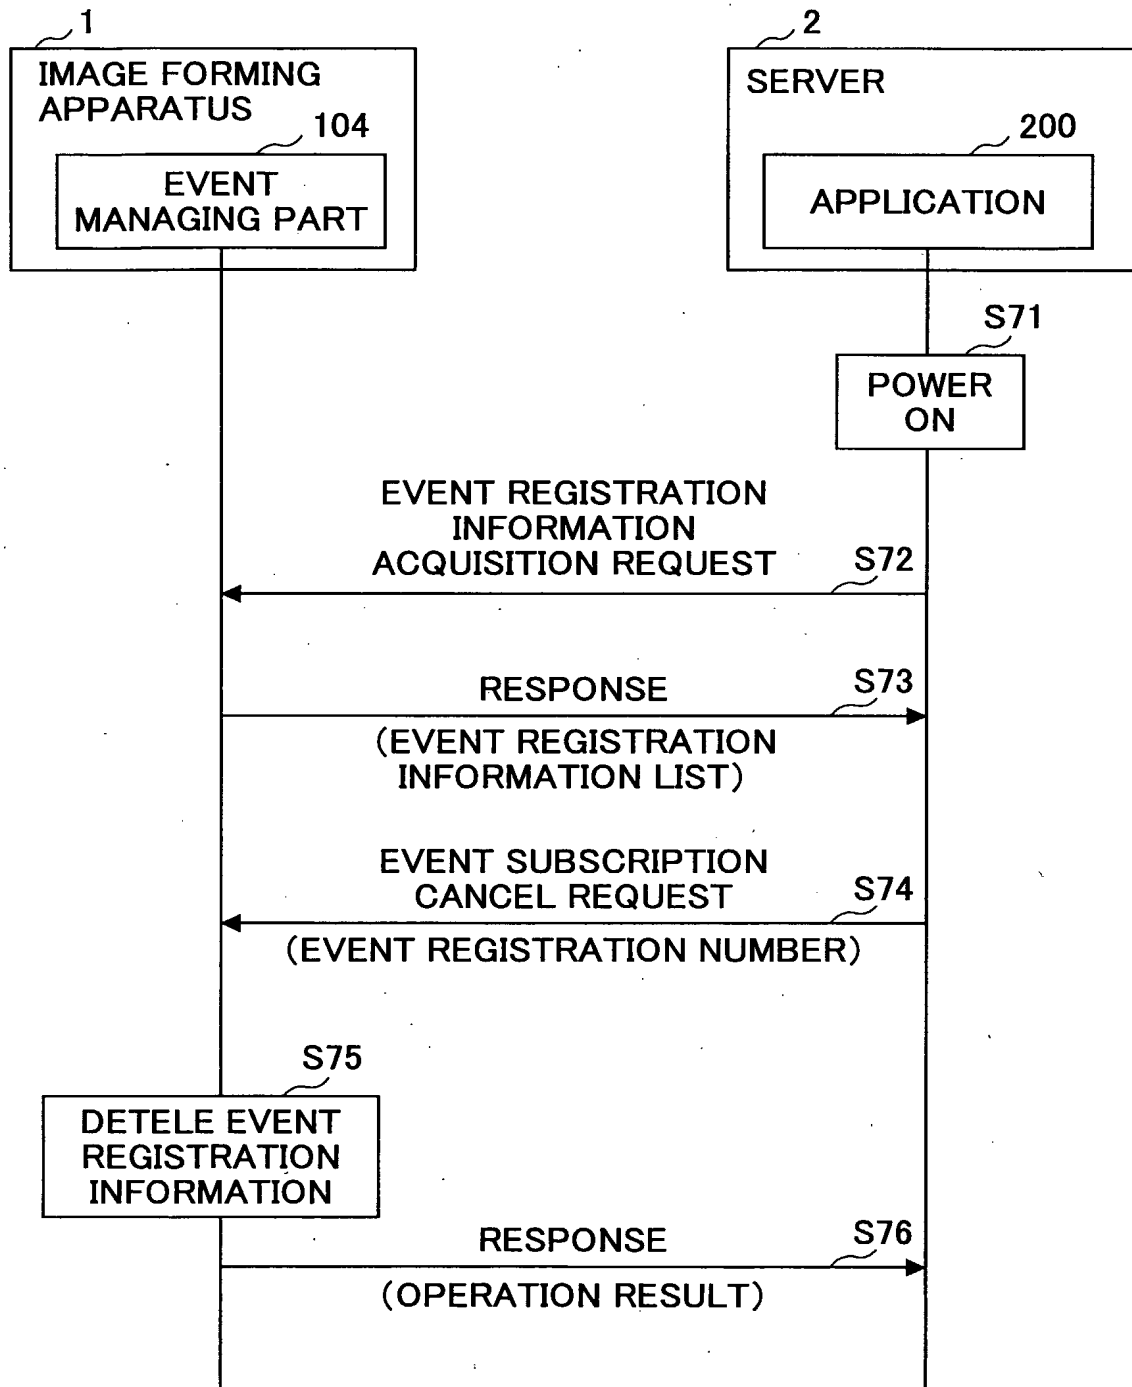 1
IMAGE FORMING
APPARATUS
104
EVENT
MANAGING PART
2
SERVER
200
APPLICATION
S71
POWER
ON
EVENT REGISTRATION
INFORMATION
ACQUISITION REQUEST
S72
RESPONSE
S73
(EVENT REGISTRATION
INFORMATION LIST)
EVENT SUBSCRIPTION
CANCEL REQUEST
S74
(EVENT REGISTRATION NUMBER)
S75
DETELE EVENT
REGISTRATION
INFORMATION
RESPONSE
S76
(OPERATION RESULT)